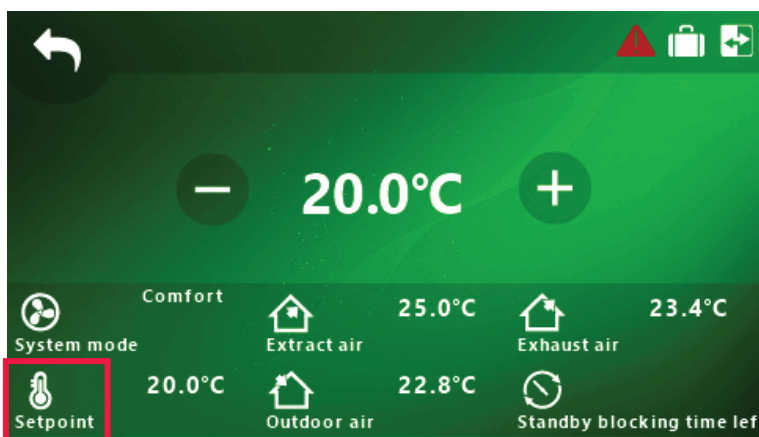 20.0°C
Comfort
System mode
25.0°C
Extract air
23.4°C
Exhaust air
20.0°C
Setpoint
22.8°C
Outdoor air
Standby blocking time lef